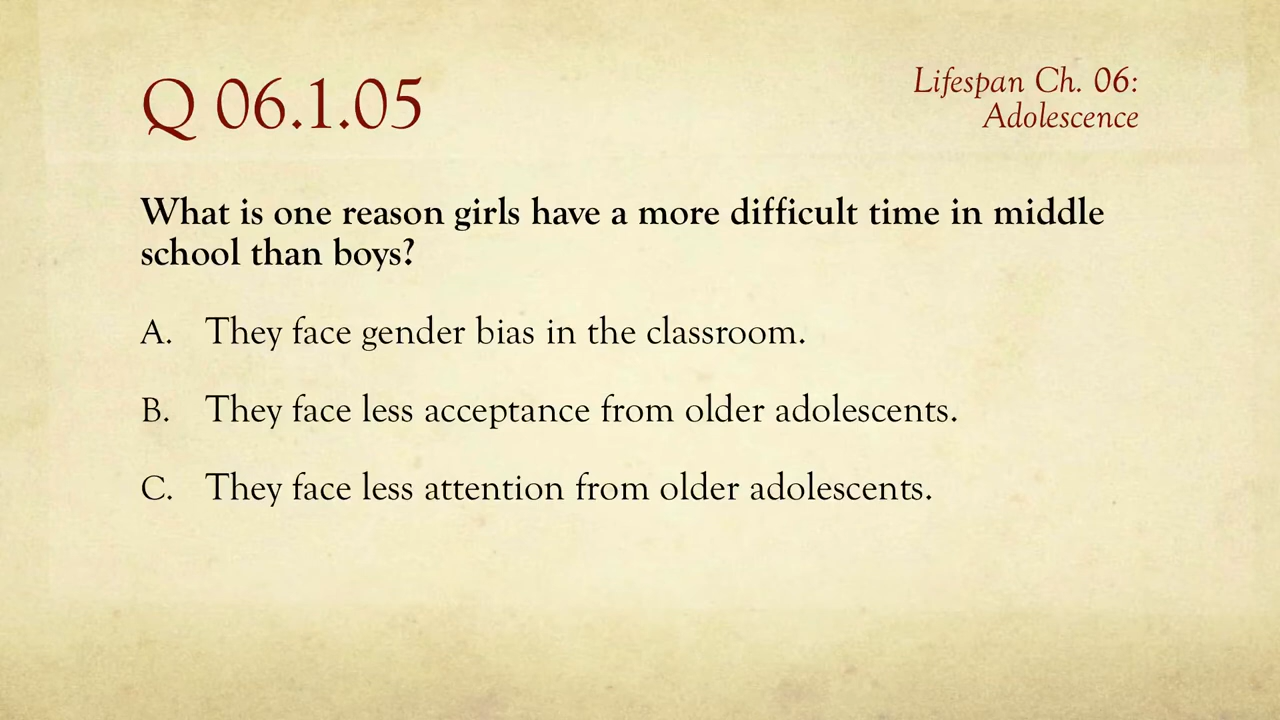 Q 06.1.05
Lifespan Ch. 06:
Adolescence
What is one reason girls have a more difficult time in middle
school than boys?
A. They face gender bias in the classroom.
B. They face less acceptance from older adolescents.
C. They face less attention from older adolescents.